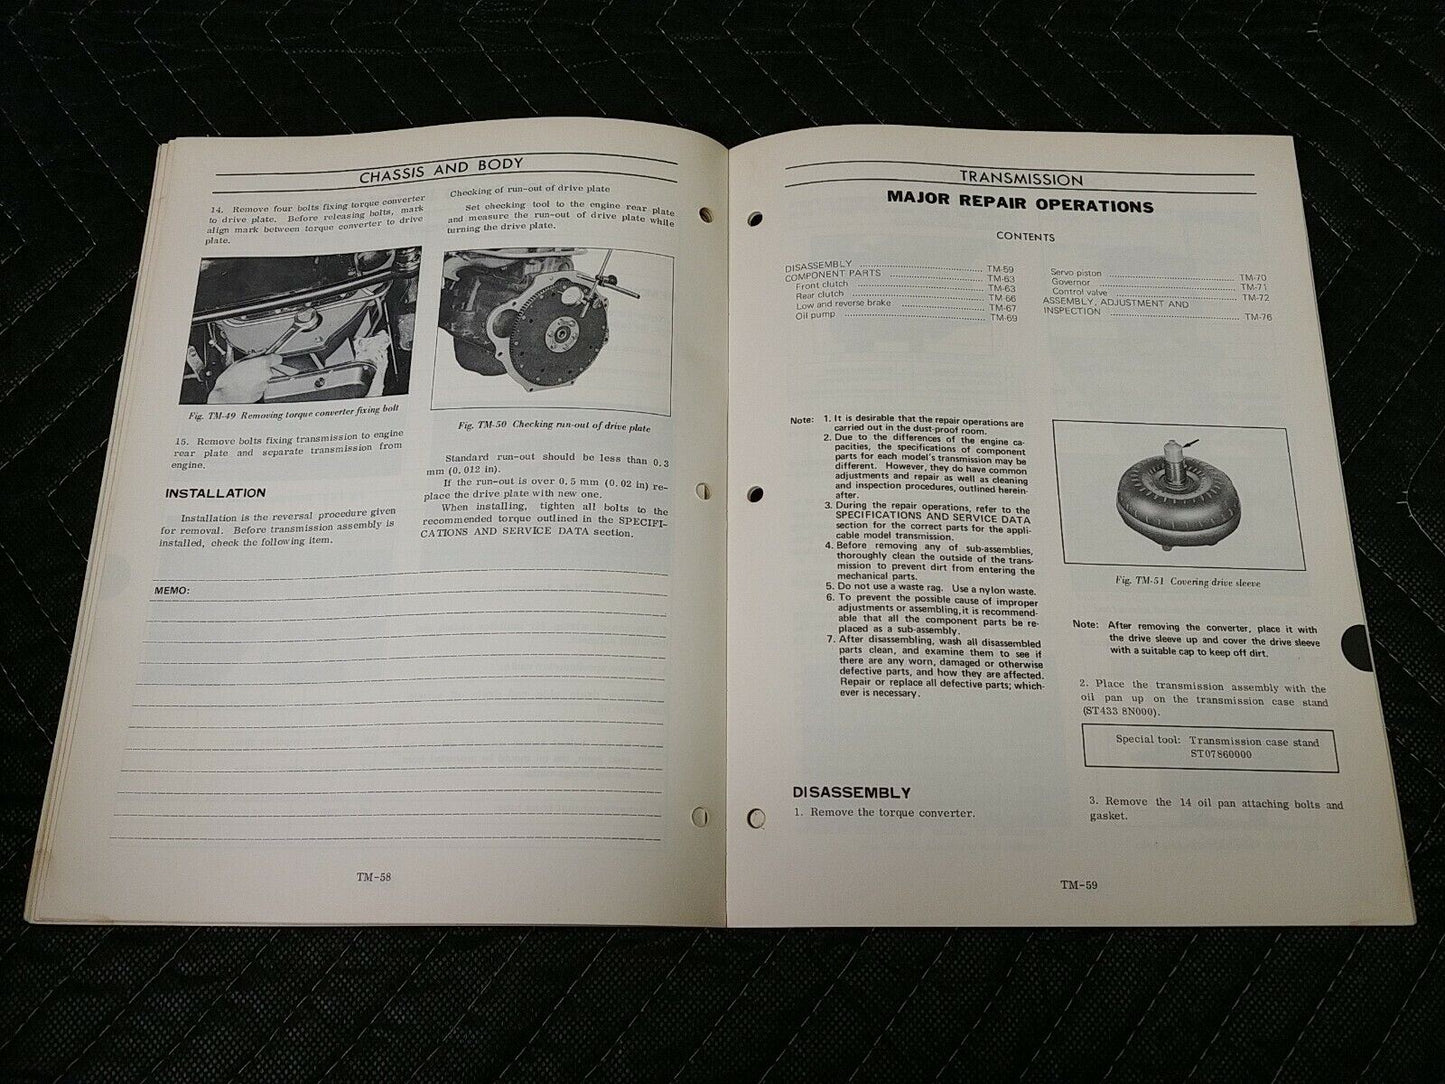 CHASSIS AND BODY
14. Remove four bolts fixing torque converter
to drive plate. Before releasing bolts, mark
align mark between torque converter to drive
plate.
Fig. TM-49 Removing torque converter fixing bolt
15. Remove bolts fixing transmission to engine
rear plate and separate transmission from
engine.
INSTALLATION
Installation is the reversal procedure given
for removal. Before transmission assembly is
installed, check the following item.
Checking of run-out of drive plate
Set checking tool to the engine rear plate
and measure the run-out of drive plate while
turning the drive plate.
Fig. TM-50 Checking run-out of drive plate
Standard run-out should be less than 0.3
mm (0.012 in).
If the run-out is over 0.5 mm (0.02 in) re-
place the drive plate with new one.
When installing, tighten all bolts to the
recommended torque outlined in the SPECIFI-
CATIONS AND SERVICE DATA section.
MEMO:
TM-58
TRANSMISSION
MAJOR REPAIR OPERATIONS
CONTENTS
DISASSEMBLY ........ TM-59
COMPONENT PARTS ........ TM-63
Front clutch ........ TM-63
Rear clutch ........ TM 66
Low and reverse brake ........ TM-67
Oil pump ........ TM-69
Servo piston ........ TM-70
Governor ........ TM-71
Control valve ........ TM-72
ASSEMBLY, ADJUSTMENT AND
INSPECTION ........ TM-76
Note: 1. It is desirable that the repair operations are
carried out in the dust-proof room.
2. Due to the differences of the engine ca-
pacities, the specifications of component
parts for each model's transmission may be
different. However, they do have common
adjustments and repair as well as cleaning
and inspection procedures, outlined herein-
after.
3. During the repair operations, refer to the
SPECIFICATIONS AND SERVICE DATA
section for the correct parts for the appli-
cable model transmission.
4. Before removing any of sub-assemblies,
thoroughly clean the outside of the trans-
mission to prevent dirt from entering the
mechanical parts.
5. Do not use a waste rag. Use a nylon waste.
6. To prevent the possible cause of improper
adjustments or assembling, it is recommend-
able that all the component parts be re-
placed as a sub-assembly.
7. After disassembling, wash all disassembled
parts clean, and examine them to see if
there are any worn, damaged or otherwise
defective parts, and how they are affected.
Repair or replace all defective parts; which-
ever is necessary.
DISASSEMBLY
1. Remove the torque converter.
Fig. TM-51 Covering drive sleeve
Note: After removing the converter, place it with
the drive sleeve up and cover the drive sleeve
with a suitable cap to keep off dirt.
2. Place the transmission assembly with the
oil pan up on the transmission case stand
(ST433 8N000).
Special tool: Transmission case stand
ST07860000
3. Remove the 14 oil pan attaching bolts and
gasket.
TM-59